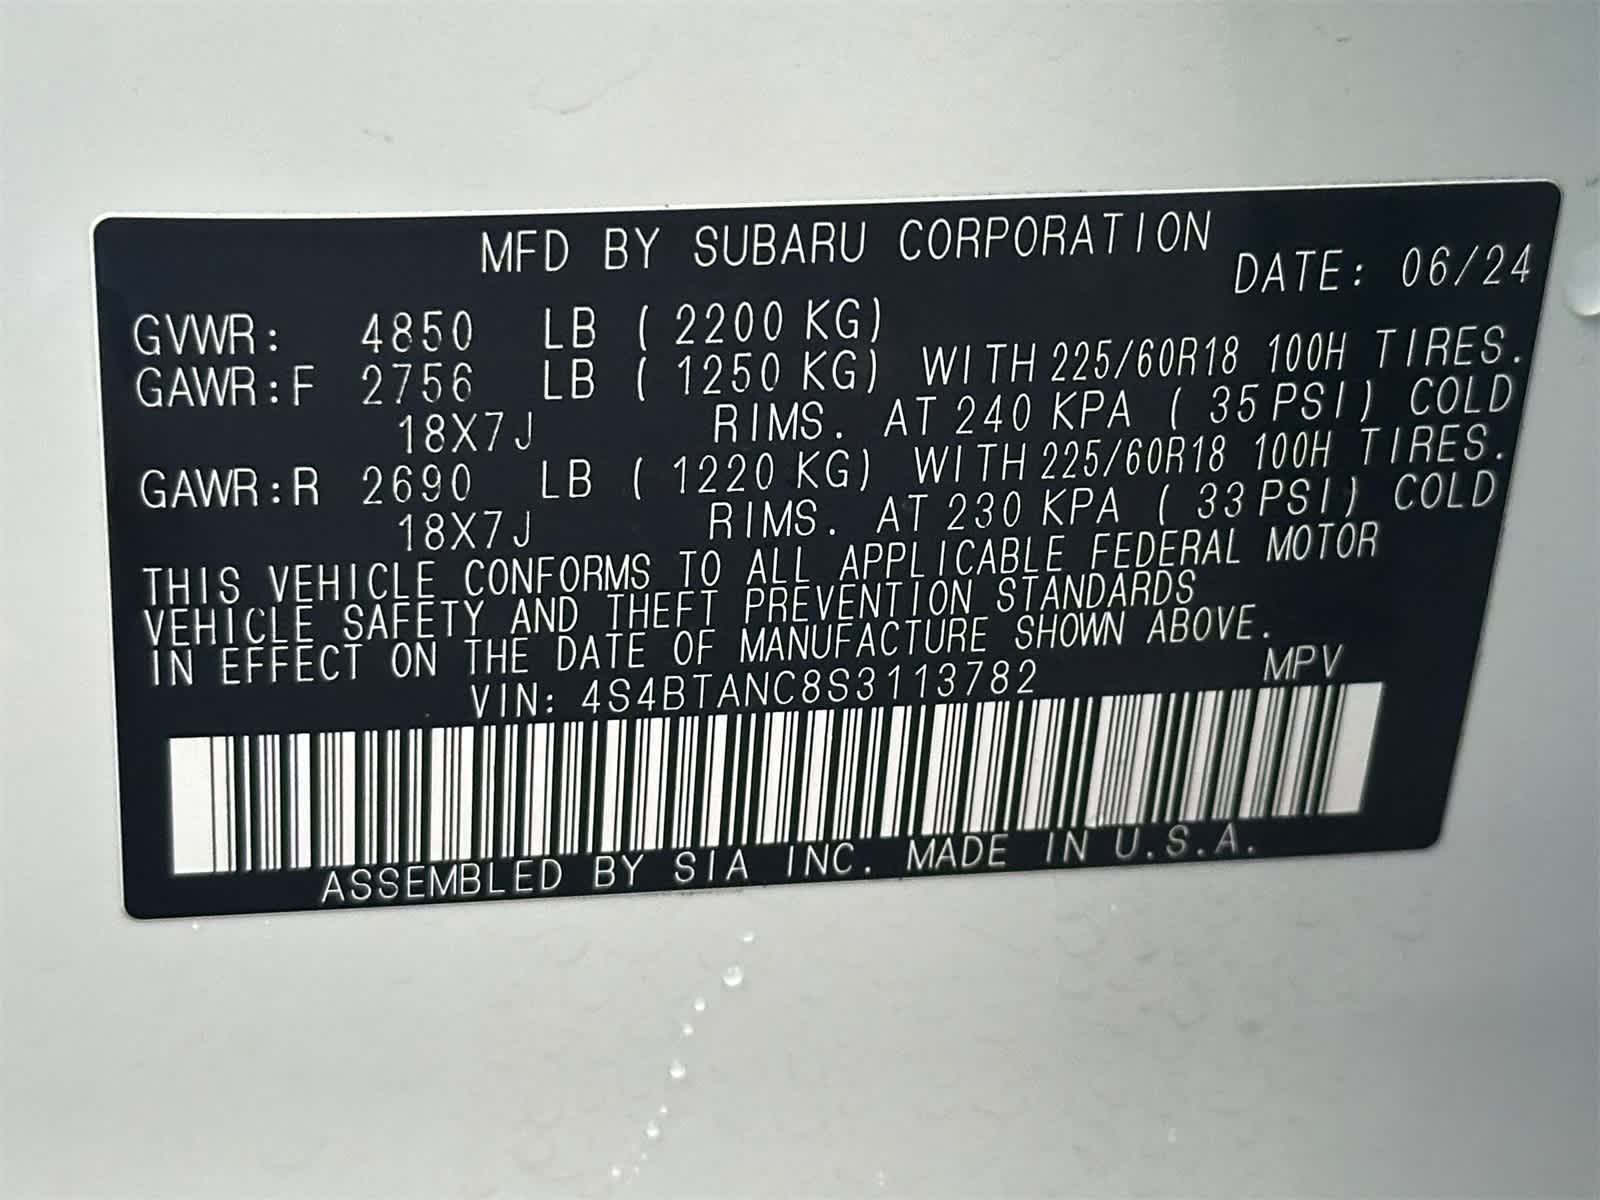 MFD BY SUBARU CORPORATION
DATE: 06/24
GVWR: 4850 LB ( 2200 KG)
GAWR:F 2756 LB ( 1250 KG) WITH 225/60R18 100H TIRES.
18X7J RIMS. AT 240 KPA ( 35 PSI) COLD
GAWR:R 2690 LB ( 1220 KG) WITH 225/60R18 100H TIRES.
18X7J RIMS. AT 230 KPA ( 33 PSI) COLD
THIS VEHICLE CONFORMS TO ALL APPLICABLE FEDERAL MOTOR
VEHICLE SAFETY AND THEFT PREVENTION STANDARDS
IN EFFECT ON THE DATE OF MANUFACTURE SHOWN ABOVE.
VIN: 4S4BTANC8S3113782 MPV
ASSEMBLED BY SIA INC. MADE IN U.S.A.